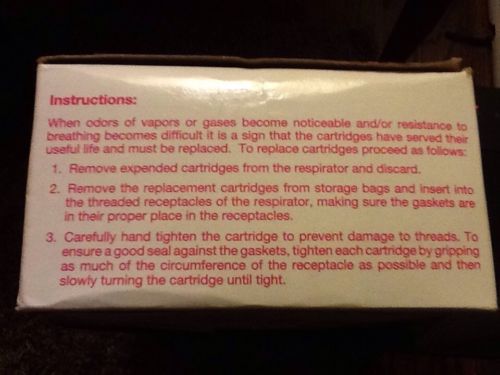 Instructions:
When odors of vapors or gases become noticeable and/or resistance to
breathing becomes difficult it is a sign that the cartridges have served their
useful life and must be replaced. To replace cartridges proceed as follows:
1. Remove expended cartridges from the respirator and discard.
2. Remove the replacement cartridges from storage bags and insert into
the threaded receptacles of the respirator, making sure the gaskets are
in their proper place in the receptacles.
3. Carefully hand tighten the cartridge to prevent damage to threads. To
ensure a good seal against the gaskets, tighten each cartridge by gripping
as much of the circumference of the receptacle as possible and then
slowly turning the cartridge until tight.